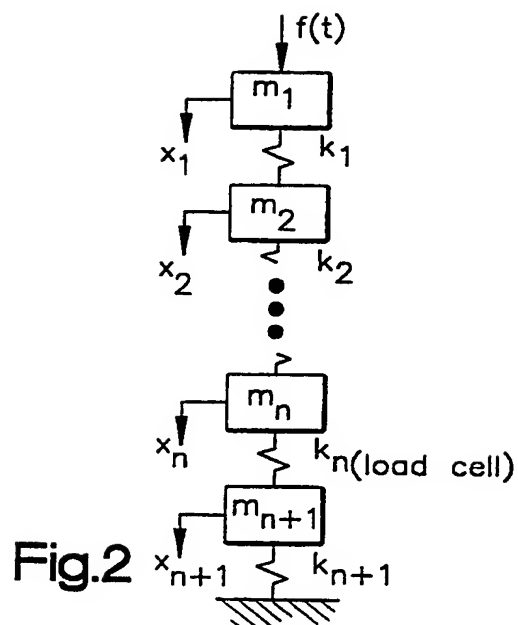 f(t)
m1
x1
k1
m2
x2
k2
mn
xn
kn(load cell)
mn+1
xn+1
kn+1
Fig.2